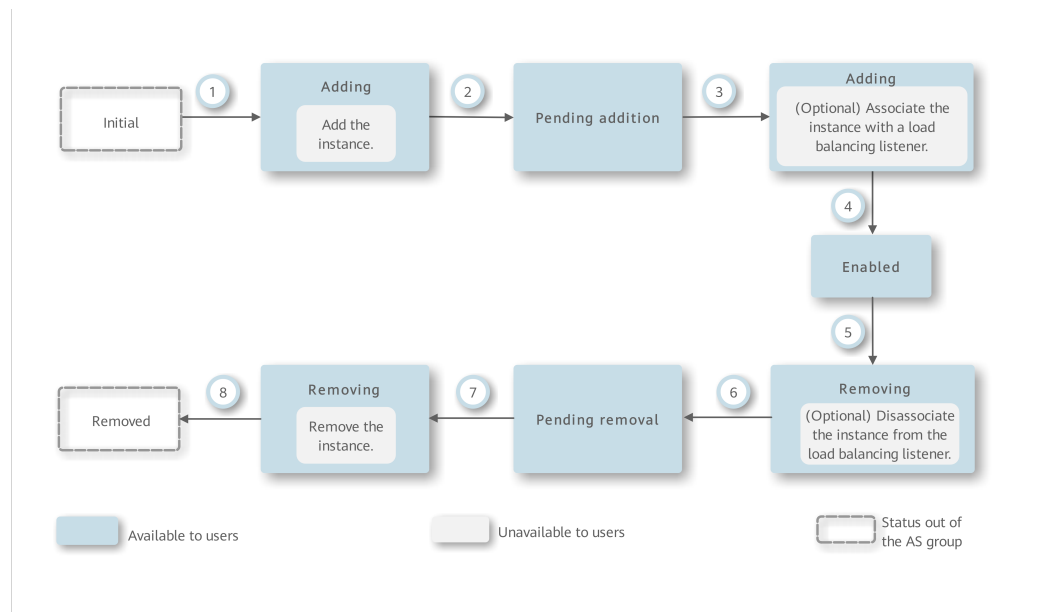 Initial
1
Adding
Add the
instance.
2
Pending addition
3
Adding
(Optional) Associate the
instance with a load
balancing listener.
4
Enabled
5
Removing
(Optional) Disassociate
the instance from the
load balancing listener.
6
Pending removal
7
Removing
Remove the
instance.
8
Removed
Available to users
Unavailable to users
Status out of
the AS group